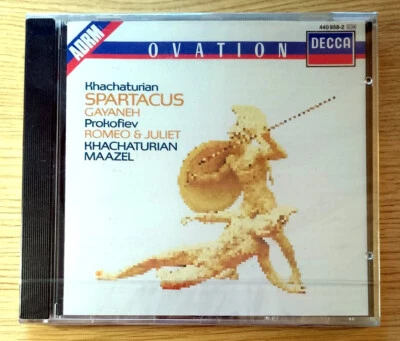 ADRM
OVATION
DECCA
Khachaturian
SPARTACUS
GAYANEH
Prokofiev
ROMEO & JULIET
KHACHATURIAN
MAAZEL